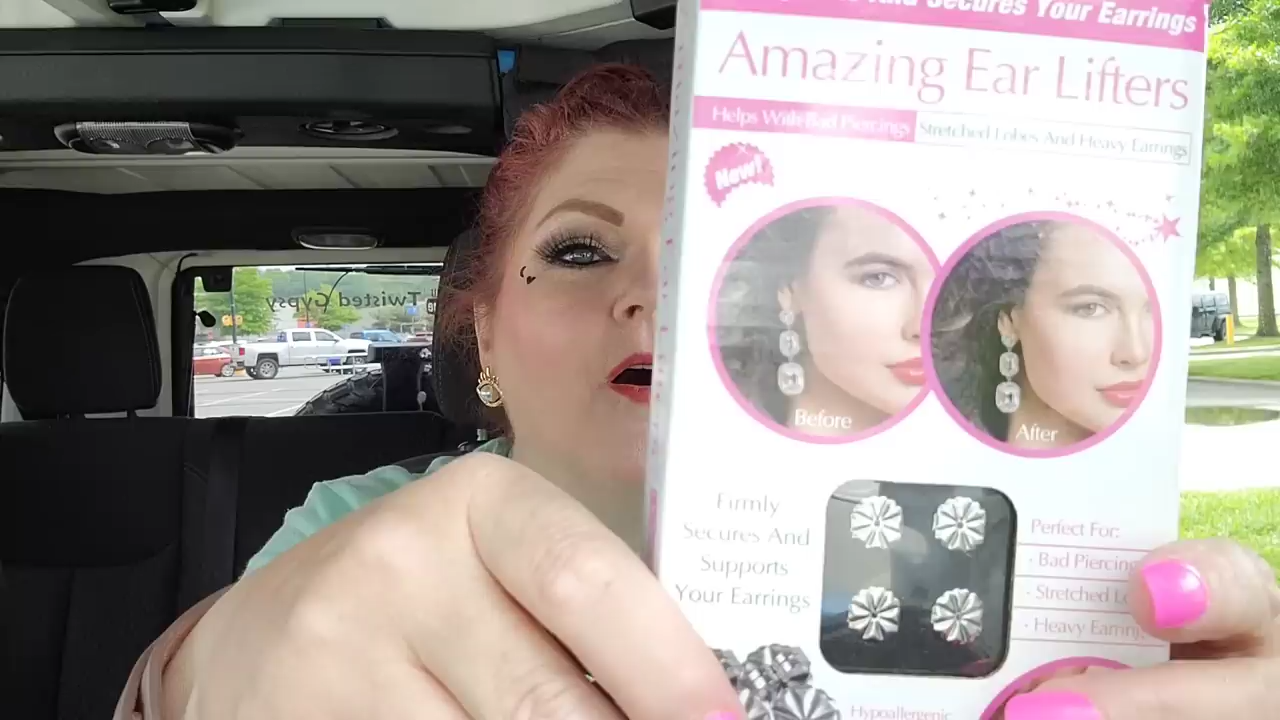 Secures Your Earrings
Amazing Ear Lifters
Helps With Bad Piercings
Stretched Lobes And Heavy Earrings
New!
Before
After
Firmly
Secures And
Supports
Your Earrings
Perfect For:
· Bad Piercing
· Stretched Lo
· Heavy Earring
Hypoallergenic
Twisted Gypsy